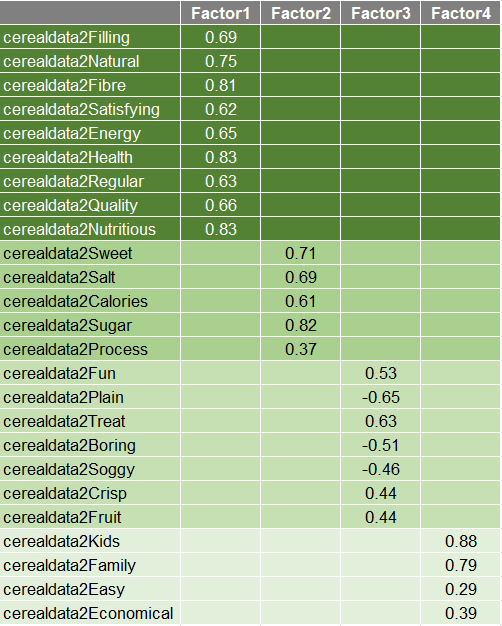 Factor1 Factor2 Factor3 Factor4
cerealdata2Filling 0.69
cerealdata2Natural 0.75
cerealdata2Fibre 0.81
cerealdata2Satisfying 0.62
cerealdata2Energy 0.65
cerealdata2Health 0.83
cerealdata2Regular 0.63
cerealdata2Quality 0.66
cerealdata2Nutritious 0.83
cerealdata2Sweet 0.71
cerealdata2Salt 0.69
cerealdata2Calories 0.61
cerealdata2Sugar 0.82
cerealdata2Process 0.37
cerealdata2Fun 0.53
cerealdata2Plain -0.65
cerealdata2Treat 0.63
cerealdata2Boring -0.51
cerealdata2Soggy -0.46
cerealdata2Crisp 0.44
cerealdata2Fruit 0.44
cerealdata2Kids 0.88
cerealdata2Family 0.79
cerealdata2Easy 0.29
cerealdata2Economical 0.39